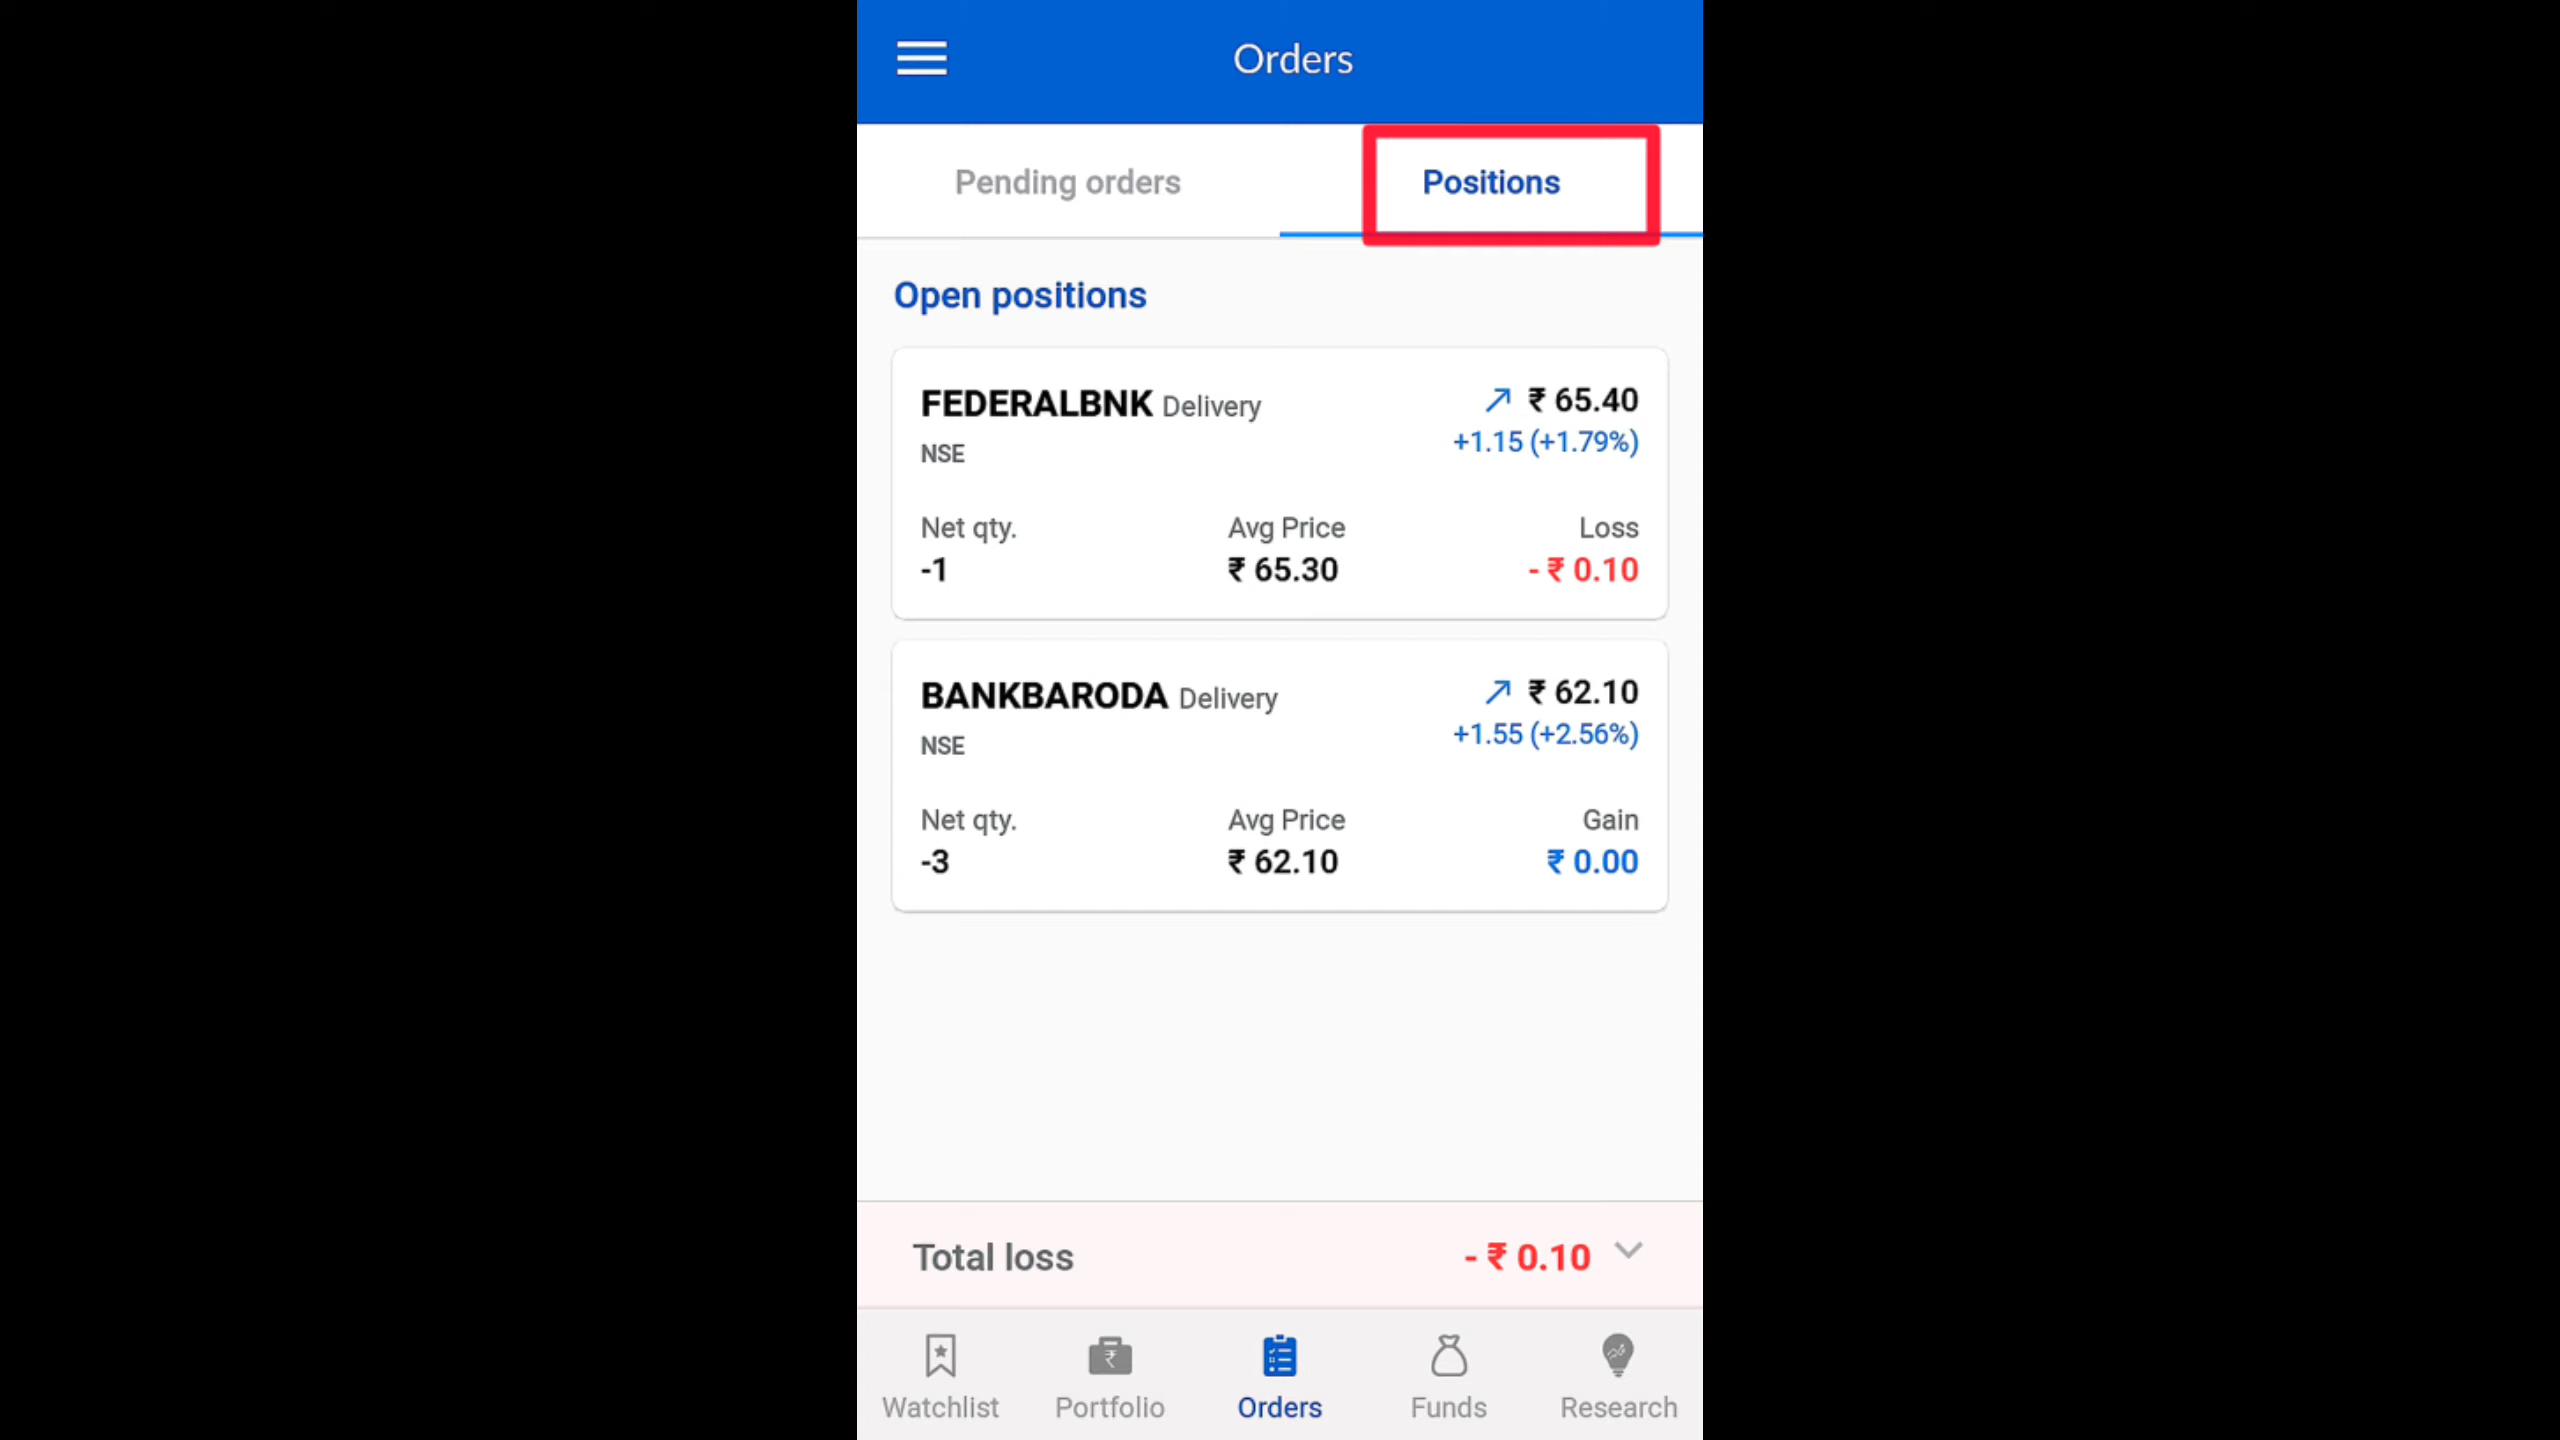 Orders
Pending orders Positions
Open positions
FEDERALBNK Delivery ₹ 65.40
NSE +1.15 (+1.79%)
Net qty. Avg Price Loss
-1 ₹ 65.30 - ₹ 0.10
BANKBARODA Delivery ₹ 62.10
NSE +1.55 (+2.56%)
Net qty. Avg Price Gain
-3 ₹ 62.10 ₹ 0.00
Total loss - ₹ 0.10
Watchlist Portfolio Orders Funds Research